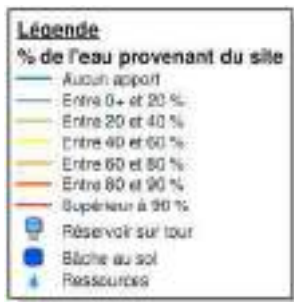 Légende
% de l'eau provenant du site
Aucun apport
Entre 0+ et 20 %
Entre 20 et 40 %
Entre 40 et 60 %
Entre 60 et 80 %
Entre 80 et 90 %
Supérieur à 90 %
Réservoir sur tour
Bâche au sol
Ressources